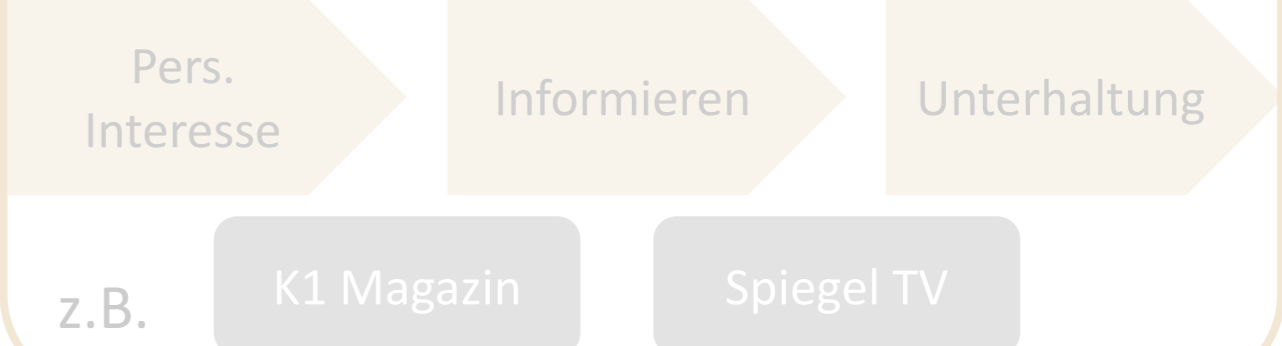 Pers.
Interesse
Informieren
Unterhaltung
z.B.
K1 Magazin
Spiegel TV